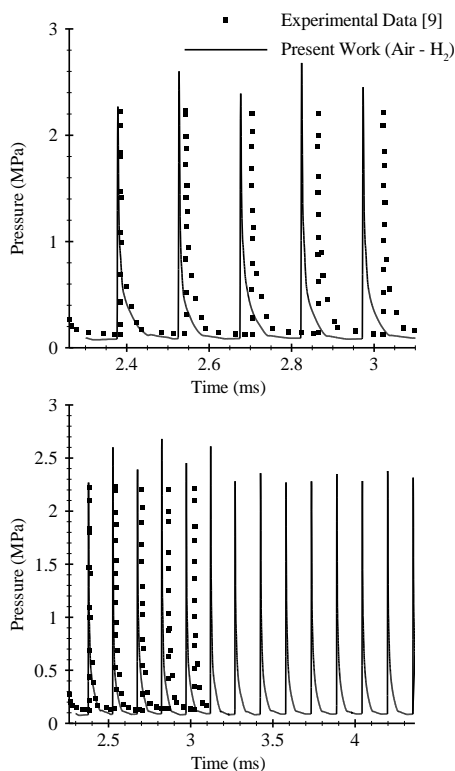 Experimental Data [9]
Present Work (Air - H₂)
3
2
1
0
Pressure (MPa)
2.4 2.6 2.8 3
Time (ms)
3
2.5
2
1.5
1
0.5
0
Pressure (MPa)
2.5 3 3.5 4
Time (ms)